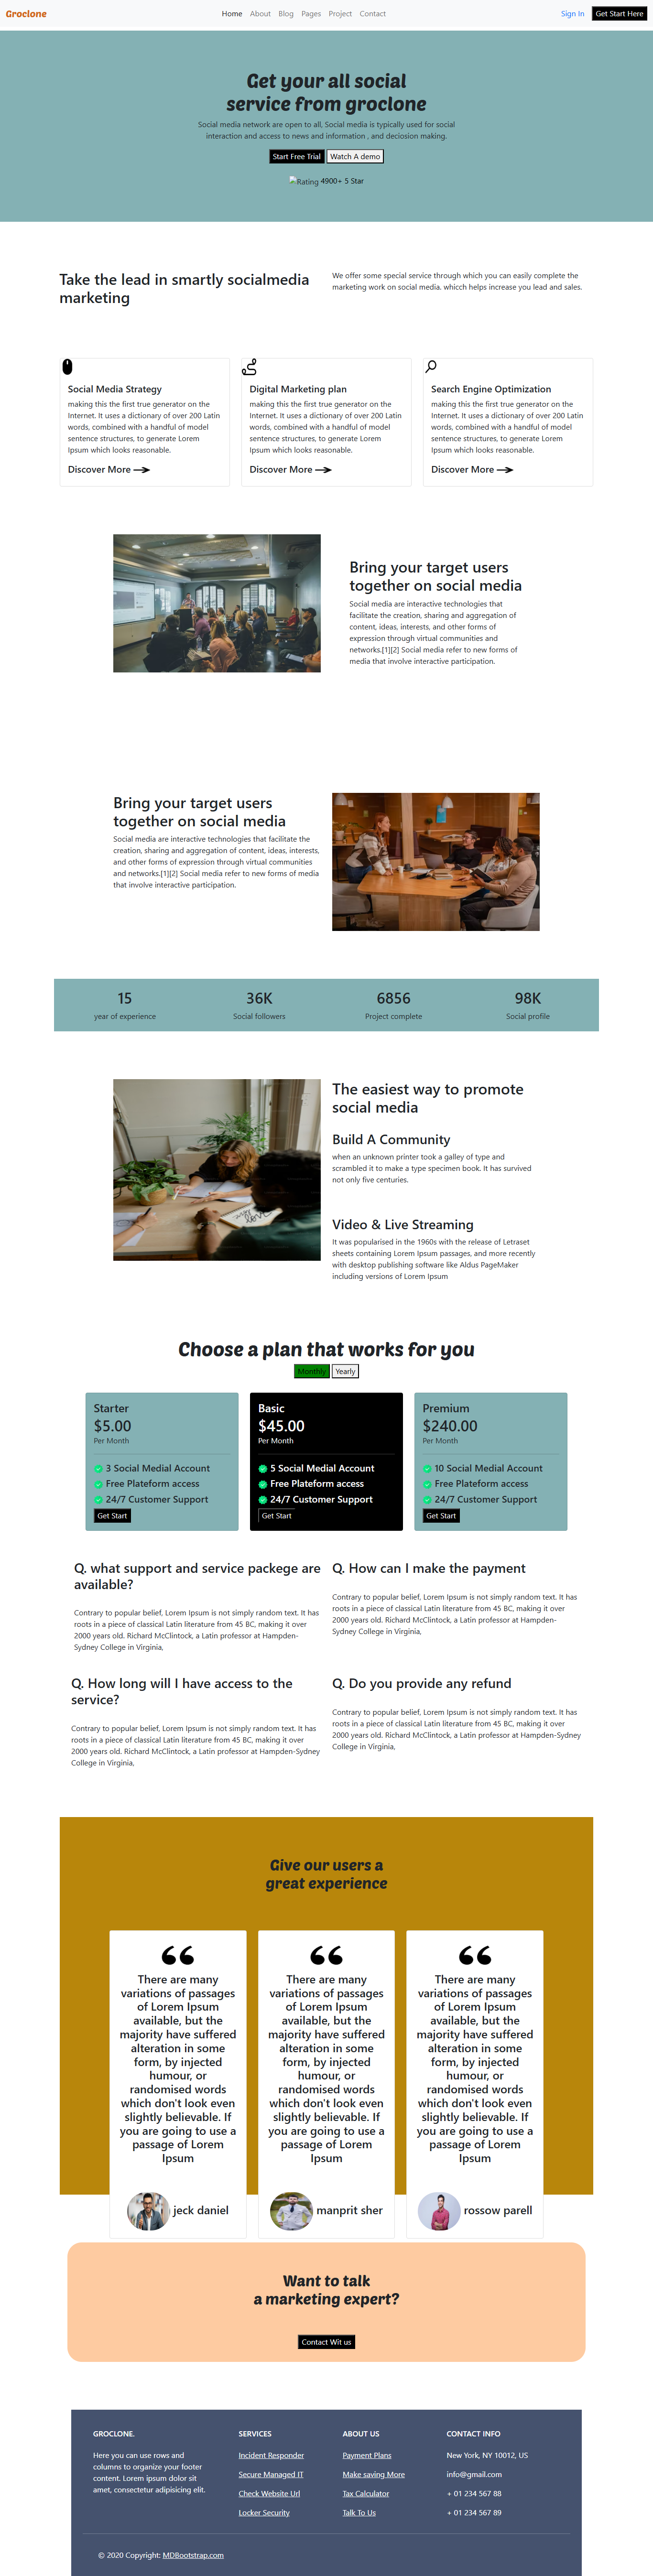 Groclone
Home About Blog Pages Project Contact
Sign In Get Start Here
Get your all social
service from groclone
Social media network are open to all, Social media is typically used for social
interaction and access to news and information , and deciosion making.
Start Free Trial Watch A demo
Rating 4900+ 5 Star
Take the lead in smartly socialmedia
marketing
We offer some special service through which you can easily complete the
marketing work on social media. whicch helps increase you lead and sales.
Social Media Strategy
making this the first true generator on the
Internet. It uses a dictionary of over 200 Latin
words, combined with a handful of model
sentence structures, to generate Lorem
Ipsum which looks reasonable.
Discover More
Digital Marketing plan
making this the first true generator on the
Internet. It uses a dictionary of over 200 Latin
words, combined with a handful of model
sentence structures, to generate Lorem
Ipsum which looks reasonable.
Discover More
Search Engine Optimization
making this the first true generator on the
Internet. It uses a dictionary of over 200 Latin
words, combined with a handful of model
sentence structures, to generate Lorem
Ipsum which looks reasonable.
Discover More
Bring your target users
together on social media
Social media are interactive technologies that
facilitate the creation, sharing and aggregation of
content, ideas, interests, and other forms of
expression through virtual communities and
networks.[1][2] Social media refer to new forms of
media that involve interactive participation.
Bring your target users
together on social media
Social media are interactive technologies that facilitate the
creation, sharing and aggregation of content, ideas, interests,
and other forms of expression through virtual communities
and networks.[1][2] Social media refer to new forms of media
that involve interactive participation.
15
year of experience
36K
Social followers
6856
Project complete
98K
Social profile
The easiest way to promote
social media
Build A Community
when an unknown printer took a galley of type and
scrambled it to make a type specimen book. It has survived
not only five centuries.
Video & Live Streaming
It was popularised in the 1960s with the release of Letraset
sheets containing Lorem Ipsum passages, and more recently
with desktop publishing software like Aldus PageMaker
including versions of Lorem Ipsum
Choose a plan that works for you
Monthly Yearly
Starter
$5.00
Per Month
3 Social Medial Account
Free Plateform access
24/7 Customer Support
Get Start
Basic
$45.00
Per Month
5 Social Medial Account
Free Plateform access
24/7 Customer Support
Get Start
Premium
$240.00
Per Month
10 Social Medial Account
Free Plateform access
24/7 Customer Support
Get Start
Q. what support and service packege are
available?
Contrary to popular belief, Lorem Ipsum is not simply random text. It has
roots in a piece of classical Latin literature from 45 BC, making it over
2000 years old. Richard McClintock, a Latin professor at Hampden-
Sydney College in Virginia,
Q. How can I make the payment
Contrary to popular belief, Lorem Ipsum is not simply random text. It has
roots in a piece of classical Latin literature from 45 BC, making it over
2000 years old. Richard McClintock, a Latin professor at Hampden-
Sydney College in Virginia,
Q. How long will I have access to the
service?
Contrary to popular belief, Lorem Ipsum is not simply random text. It has
roots in a piece of classical Latin literature from 45 BC, making it over
2000 years old. Richard McClintock, a Latin professor at Hampden-Sydney
College in Virginia,
Q. Do you provide any refund
Contrary to popular belief, Lorem Ipsum is not simply random text. It has
roots in a piece of classical Latin literature from 45 BC, making it over
2000 years old. Richard McClintock, a Latin professor at Hampden-Sydney
College in Virginia,
Give our users a
great experience
There are many
variations of passages
of Lorem Ipsum
available, but the
majority have suffered
alteration in some
form, by injected
humour, or
randomised words
which don't look even
slightly believable. If
you are going to use a
passage of Lorem
Ipsum
jeck daniel
There are many
variations of passages
of Lorem Ipsum
available, but the
majority have suffered
alteration in some
form, by injected
humour, or
randomised words
which don't look even
slightly believable. If
you are going to use a
passage of Lorem
Ipsum
manprit sher
There are many
variations of passages
of Lorem Ipsum
available, but the
majority have suffered
alteration in some
form, by injected
humour, or
randomised words
which don't look even
slightly believable. If
you are going to use a
passage of Lorem
Ipsum
rossow parell
Want to talk
a marketing expert?
Contact Wit us
GROCLONE.
Here you can use rows and
columns to organize your footer
content. Lorem ipsum dolor sit
amet, consectetur adipisicing elit.
SERVICES
Incident Responder
Secure Managed IT
Check Website Url
Locker Security
ABOUT US
Payment Plans
Make saving More
Tax Calculator
Talk To Us
CONTACT INFO
New York, NY 10012, US
info@gmail.com
+ 01 234 567 88
+ 01 234 567 89
© 2020 Copyright: MDBootstrap.com